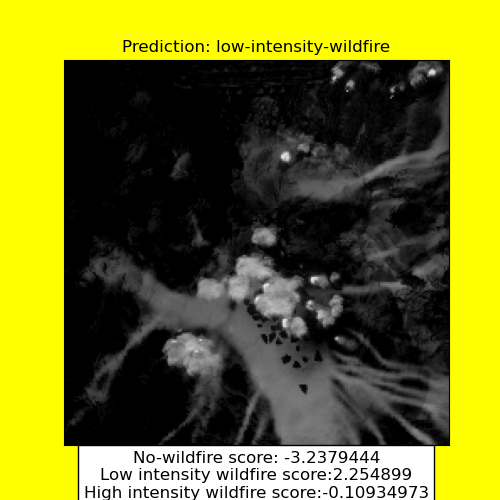 Prediction: low-intensity-wildfire
No-wildfire score: -3.2379444
Low intensity wildfire score:2.254899
High intensity wildfire score:-0.10934973